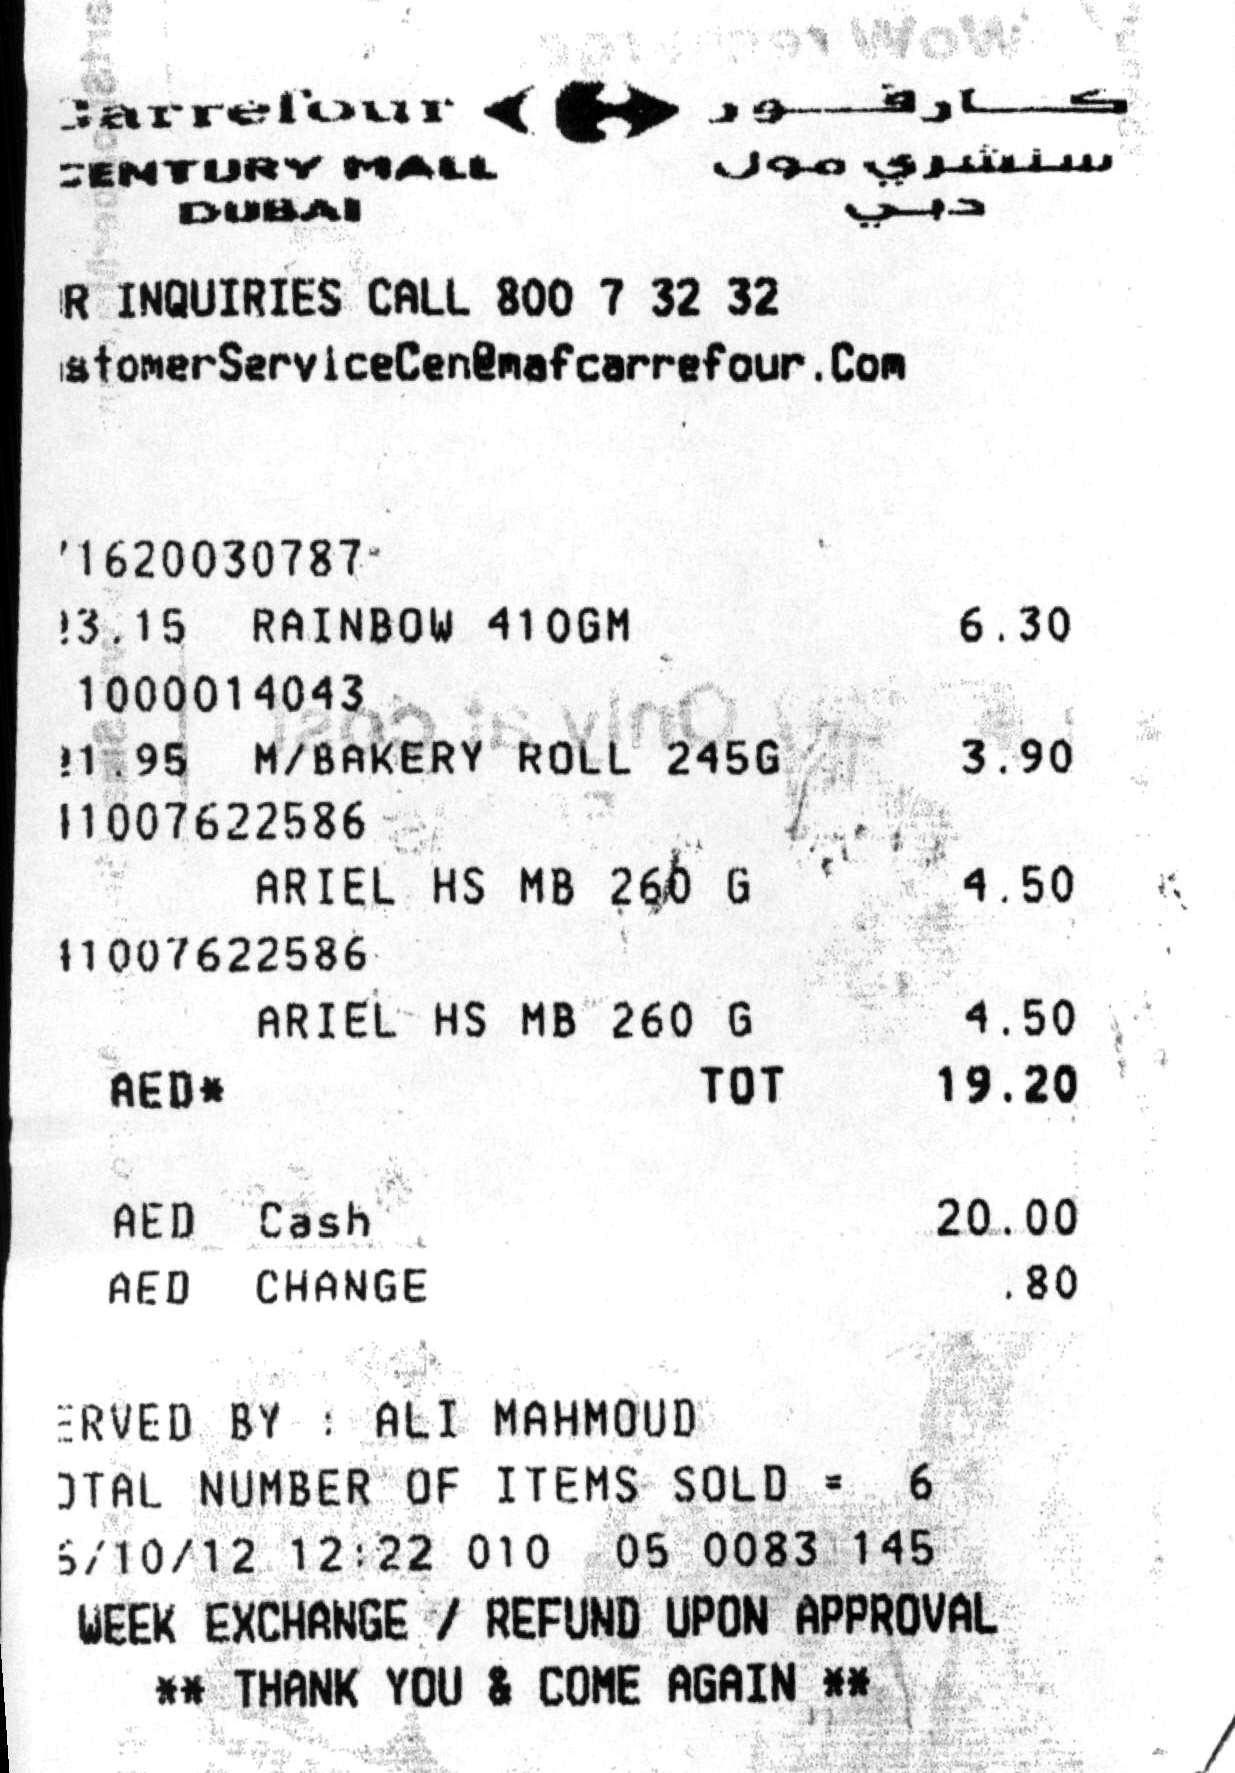 Carrefour كارفور
CENTURY MALL سنشري مول
DUBAI دبي
R INQUIRIES CALL 800 7 32 32
stomerServiceCen@mafcarrefour.Com
1620030787
3.15 RAINBOW 410GM 6.30
1000014043
1.95 M/BAKERY ROLL 245G 3.90
11007622586
ARIEL HS MB 260 G 4.50
11007622586
ARIEL HS MB 260 G 4.50
AED* TOT 19.20
AED Cash 20.00
AED CHANGE .80
ERVED BY : ALI MAHMOUD
OTAL NUMBER OF ITEMS SOLD = 6
/10/12 12:22 010 05 0083 145
WEEK EXCHANGE / REFUND UPON APPROVAL
** THANK YOU & COME AGAIN **